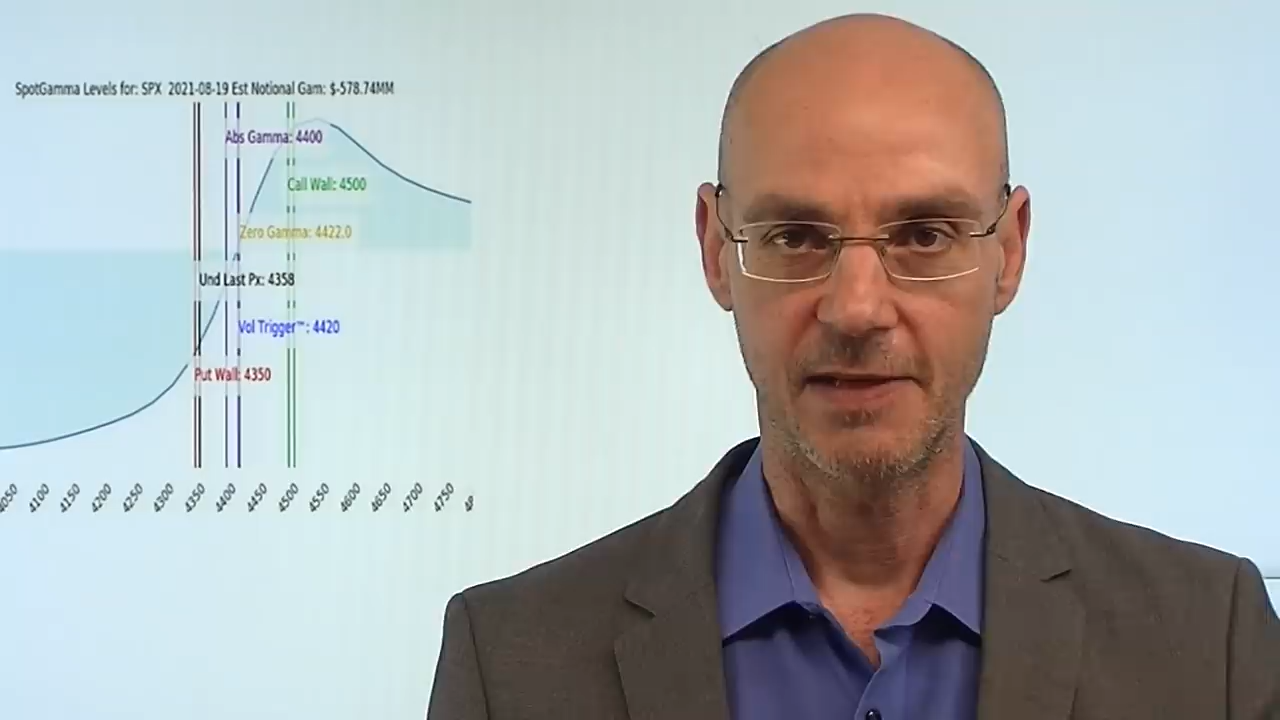 SpotGamma Levels for: SPX 2021-08-19 Est Notional Gam: $-578.74MM
Abs Gamma: 4400
Call Wall: 4500
Zero Gamma: 4422.0
Und Last Px: 4358
Vol Trigger™: 4420
Put Wall: 4350
4100 4150 4200 4250 4300 4350 4400 4450 4500 4550 4600 4650 4700 4750